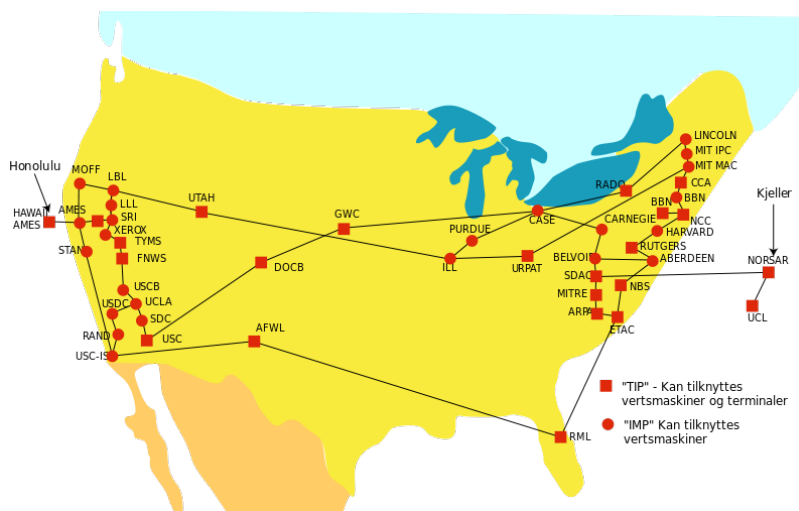 LINCOLN
MIT IPC
MIT MAC
Honolulu
MOFF
LBL
RADO
CCA
Kjeller
LLL
UTAH
BBN
BBN
HAWAI
AMES
AMES
SRI
GWC
CASE
CARNEGIE
NCC
XEROX
PURDUE
HARVARD
TYMS
RUTGERS
STAN
FNWS
DOCB
ILL
URPAT
BELVOI
ABERDEEN
NORSAR
SDAC
USCB
NBS
MITRE
USDC
UCLA
SDC
ARPA
UCL
AFWL
ETAC
RAND
USC
USC-IS
"TIP" - Kan tilknyttes
vertsmaskiner og terminaler
"IMP" Kan tilknyttes
vertsmaskiner
RML